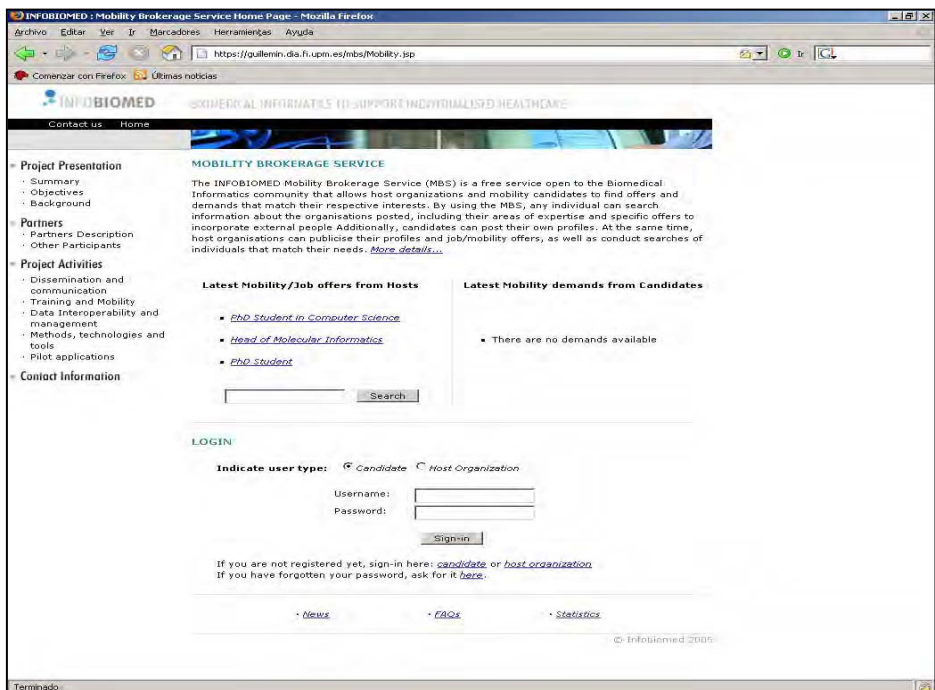 INFOBIOMED : Mobility Brokerage Service Home Page - Mozilla Firefox
Archivo Editar Ver Ir Marcadores Herramientas Ayuda
https://guillemin.dia.fi.upm.es/mbs/Mobility.jsp
Ir
Comenzar con Firefox Últimas noticias
INFOBIOMED
BIOMEDICAL INFORMATICS TO SUPPORT INDIVIDUALISED HEALTHCARE
Contact us Home
Project Presentation
· Summary
· Objectives
· Background
Partners
· Partners Description
· Other Participants
Project Activities
· Dissemination and
communication
· Training and Mobility
· Data Interoperability and
management
· Methods, technologies and
tools
· Pilot applications
Contact Information
MOBILITY BROKERAGE SERVICE
The INFOBIOMED Mobility Brokerage Service (MBS) is a free service open to the Biomedical
Informatics community that allows host organizations and mobility candidates to find offers and
demands that match their respective interests. By using the MBS, any individual can search
information about the organisations posted, including their areas of expertise and specific offers to
incorporate external people Additionally, candidates can post their own profiles. At the same time,
host organisations can publicise their profiles and job/mobility offers, as well as conduct searches of
individuals that match their needs. More details...
Latest Mobility/Job offers from Hosts
PhD Student in Computer Science
Head of Molecular Informatics
PhD Student
Search
Latest Mobility demands from Candidates
There are no demands available
LOGIN
Indicate user type: Candidate Host Organization
Username:
Password:
Sign-in
If you are not registered yet, sign-in here: candidate or host organization
If you have forgotten your password, ask for it here.
· News · FAQs · Statistics
© Infobiomed 2005
Terminado